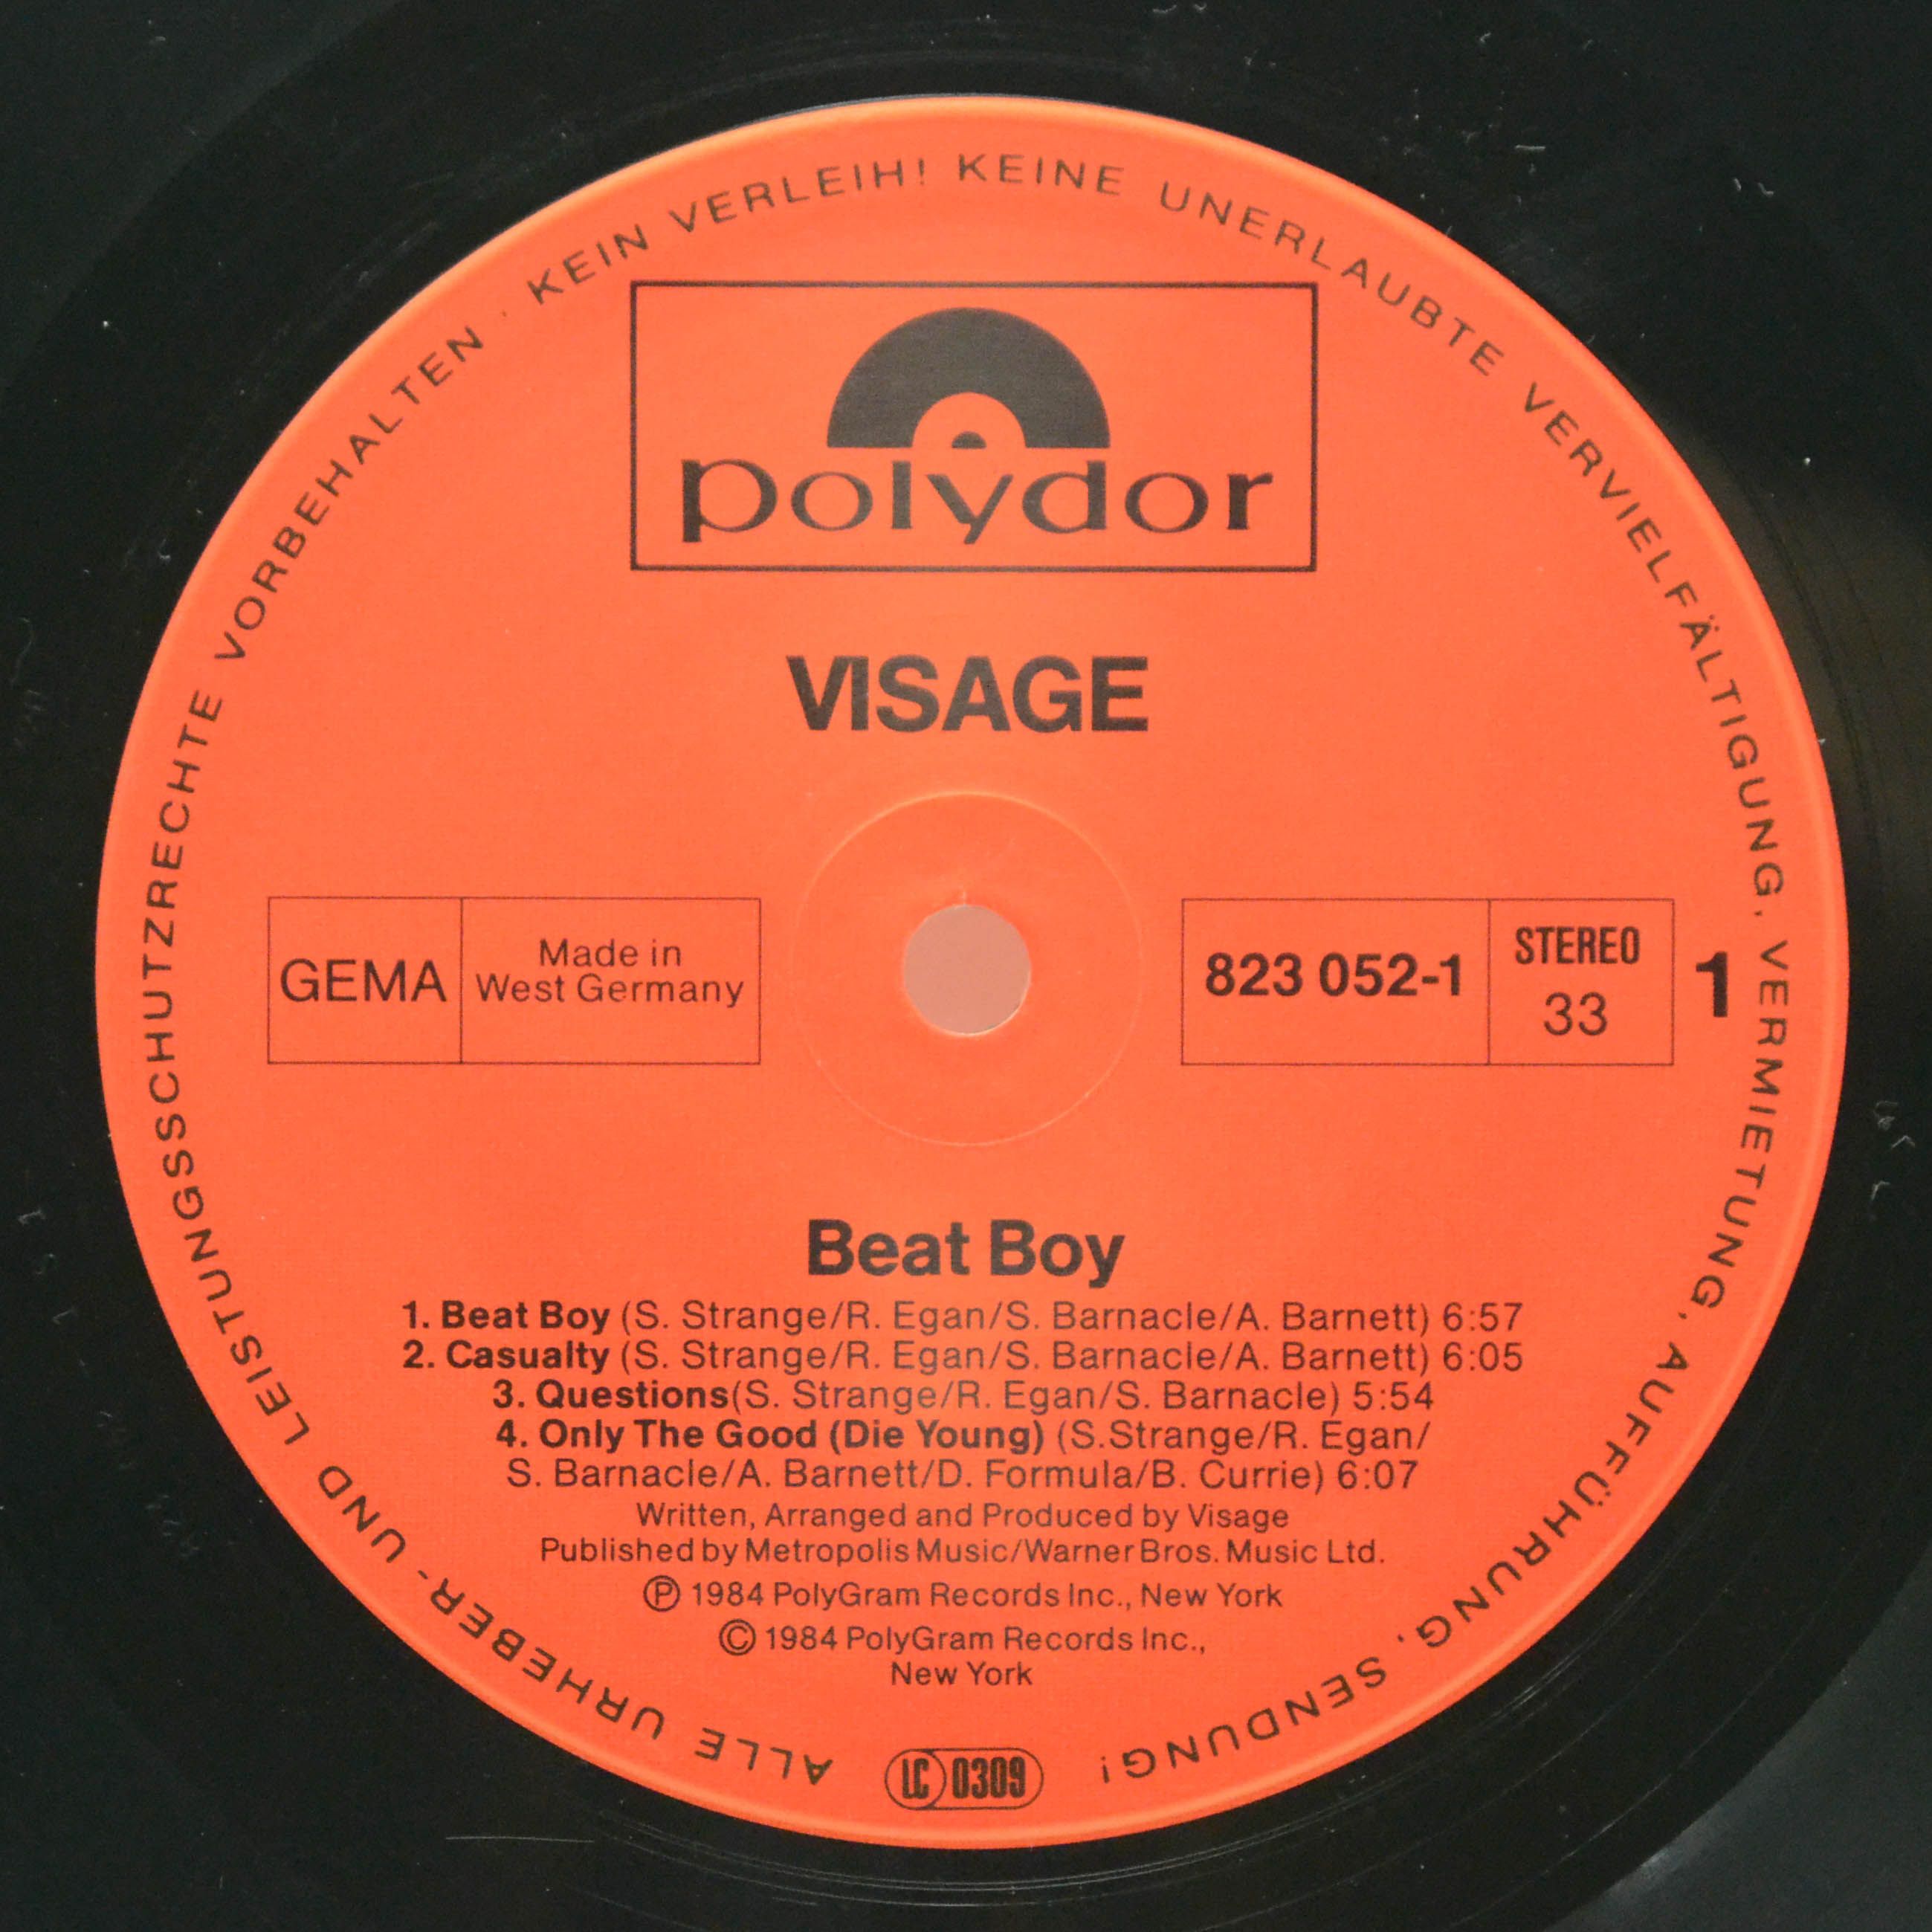 ALLE URHEBER- UND LEISTUNGSSCHUTZRECHTE VORBEHALTEN · KEIN VERLEIH! KEINE UNERLAUBTE VERVIELFÄLTIGUNG, VERMIETUNG, AUFFÜHRUNG, SENDUNG!
polydor
VISAGE
GEMA
Made in
West Germany
823 052-1
STEREO
33
1
Beat Boy
1. Beat Boy (S. Strange/R. Egan/S. Barnacle/A. Barnett) 6:57
2. Casualty (S. Strange/R. Egan/S. Barnacle/A. Barnett) 6:05
3. Questions(S. Strange/R. Egan/S. Barnacle) 5:54
4. Only The Good (Die Young) (S.Strange/R. Egan/
S. Barnacle/A. Barnett/D. Formula/B. Currie) 6:07
Written, Arranged and Produced by Visage
Published by Metropolis Music/Warner Bros. Music Ltd.
Ⓟ 1984 PolyGram Records Inc., New York
© 1984 PolyGram Records Inc.,
New York
LC 0309